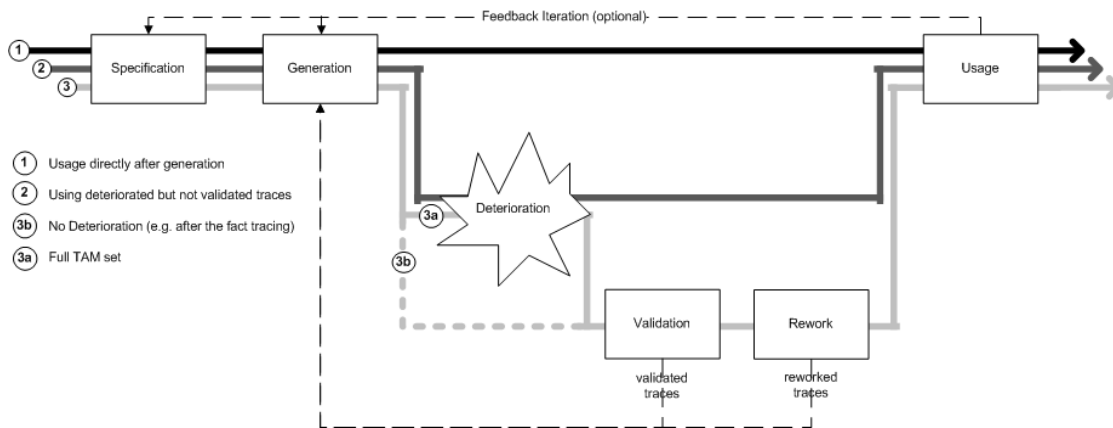 Feedback Iteration (optional)
1
2
3
Specification
Generation
Usage
1 Usage directly after generation
2 Using deteriorated but not validated traces
3b No Deterioration (e.g. after the fact tracing)
3a Full TAM set
3a
Deterioration
3b
Validation
Rework
validated
traces
reworked
traces